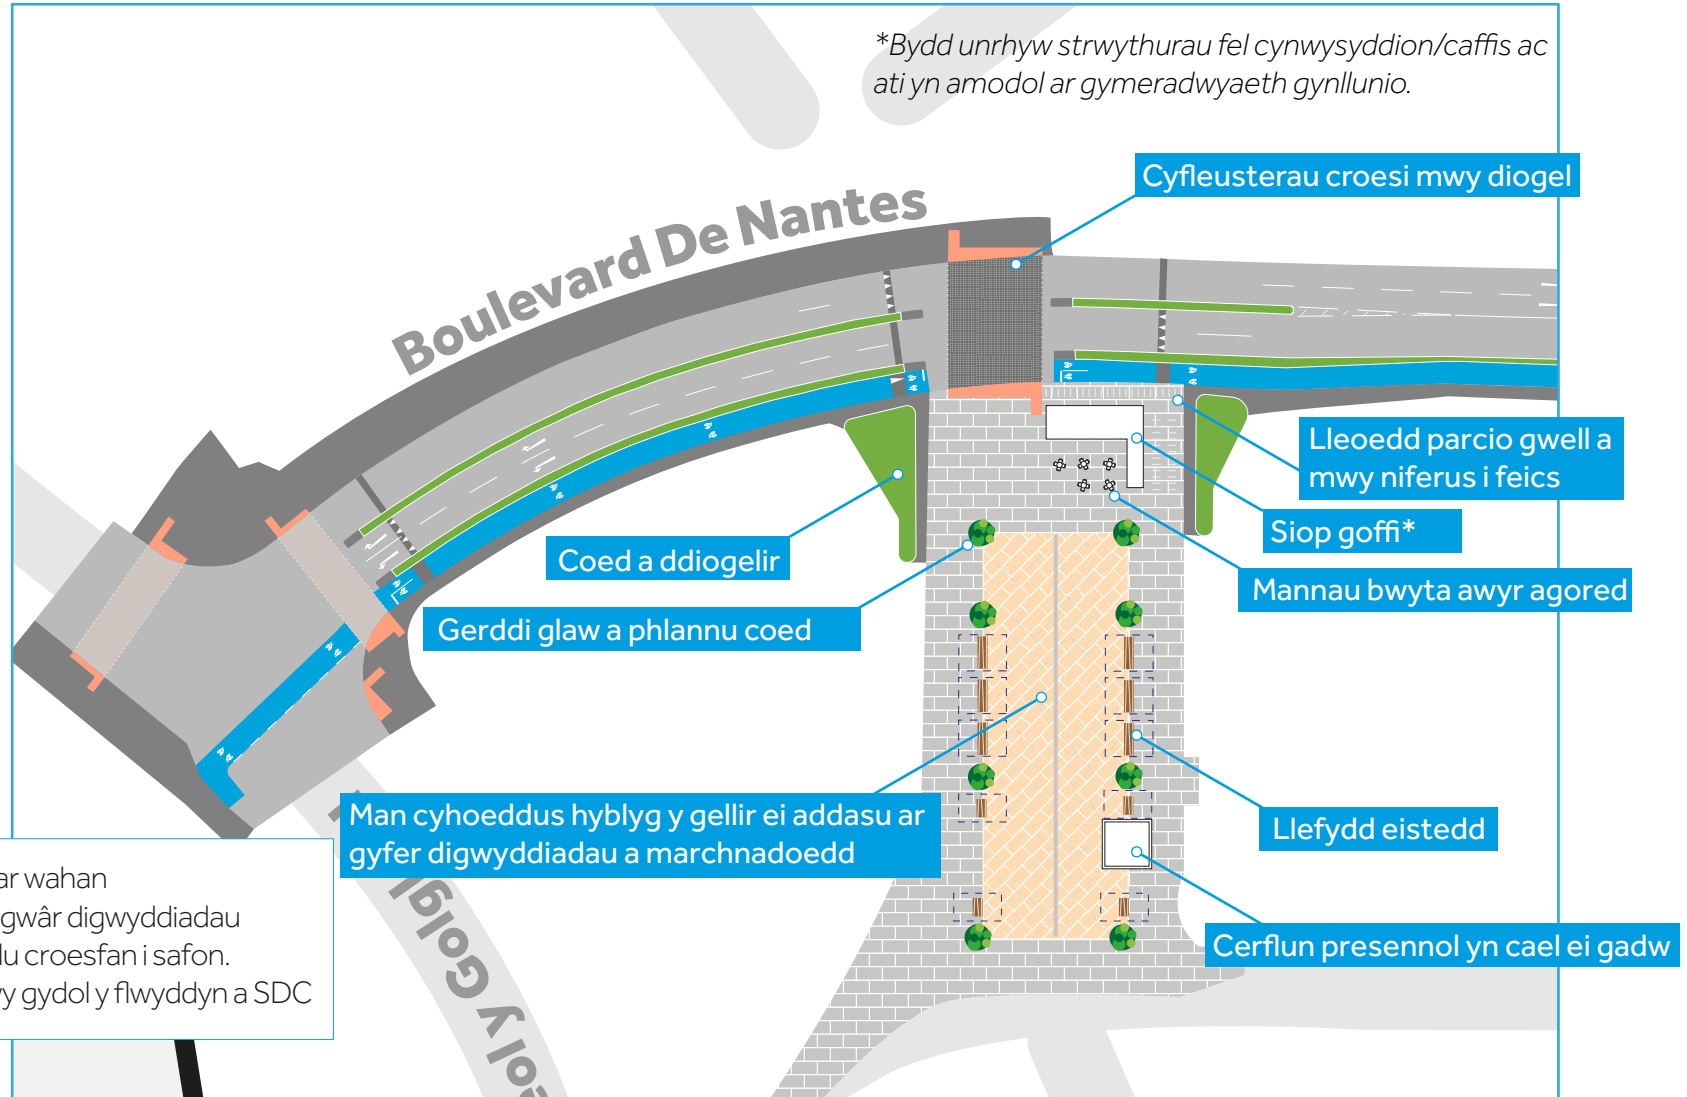 *Bydd unrhyw strwythurau fel cynwysyddion/caffis ac
ati yn amodol ar gymeradwyaeth gynllunio.
Cyfleusterau croesi mwy diogel
Boulevard De Nantes
Lleoedd parcio gwell a
mwy niferus i feics
Siop goffi*
Coed a ddiogelir
Mannau bwyta awyr agored
Gerddi glaw a phlannu coed
Man cyhoeddus hyblyg y gellir ei addasu ar
gyfer digwyddiadau a marchnadoedd
Llefydd eistedd
Cerflun presennol yn cael ei gadw
ar wahan
gwâr digwyddiadau
croesfan i safon.
gydol y flwyddyn a SDC
y Golgi